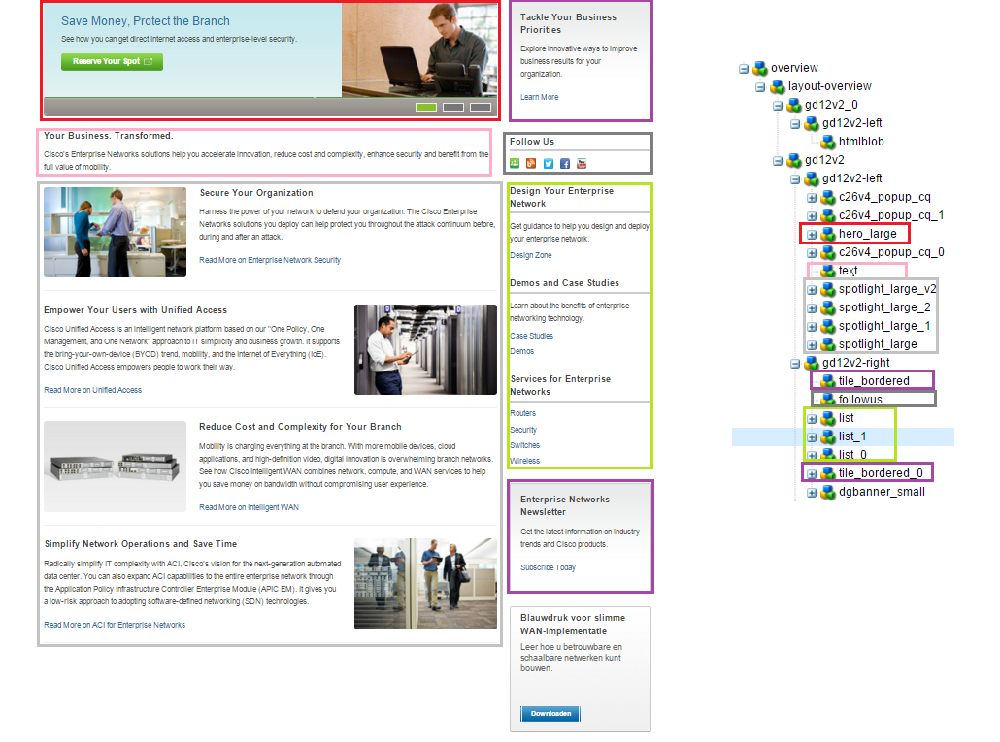 Save Money, Protect the Branch
See how you can get direct internet access and enterprise-level security.
Reserve Your Spot
Your Business. Transformed.
Cisco's Enterprise Networks solutions help you accelerate innovation, reduce cost and complexity, enhance security and benefit from the
full value of mobility.
Secure Your Organization
Harness the power of your network to defend your organization. The Cisco Enterprise
Networks solutions you deploy can help protect you throughout the attack continuum before,
during and after an attack.
Read More on Enterprise Network Security
Empower Your Users with Unified Access
Cisco Unified Access is an intelligent network platform based on our "One Policy, One
Management, and One Network" approach to IT simplicity and business growth. It supports
the bring-your-own-device (BYOD) trend, mobility, and the Internet of Everything (IoE).
Cisco Unified Access empowers people to work their way.
Read More on Unified Access
Reduce Cost and Complexity for Your Branch
Mobility is changing everything at the branch. With more mobile devices, cloud
applications, and high-definition video, digital innovation is overwhelming branch networks.
See how Cisco Intelligent WAN combines network, compute, and WAN services to help
you save money on bandwidth without compromising user experience.
Read More on Intelligent WAN
Simplify Network Operations and Save Time
Radically simplify IT complexity with ACI, Cisco's vision for the next-generation automated
data center. You can also expand ACI capabilities to the entire enterprise network through
the Application Policy Infrastructure Controller Enterprise Module (APIC EM). It gives you
a low-risk approach to adopting software-defined networking (SDN) technologies.
Read More on ACI for Enterprise Networks
Tackle Your Business
Priorities
Explore innovative ways to improve
business results for your
organization.
Learn More
Follow Us
Design Your Enterprise
Network
Get guidance to help you design and deploy
your enterprise network.
Design Zone
Demos and Case Studies
Learn about the benefits of enterprise
networking technology.
Case Studies
Demos
Services for Enterprise
Networks
Routers
Security
Switches
Wireless
Enterprise Networks
Newsletter
Get the latest information on industry
trends and Cisco products.
Subscribe Today
Blauwdruk voor slimme
WAN-implementatie
Leer hoe u betrouwbare en
schaalbare netwerken kunt
bouwen.
Downloaden
overview
layout-overview
gd12v2_0
gd12v2-left
htmlblob
gd12v2
gd12v2-left
c26v4_popup_cq
c26v4_popup_cq_1
hero_large
c26v4_popup_cq_0
text
spotlight_large_v2
spotlight_large_2
spotlight_large_1
spotlight_large
gd12v2-right
tile_bordered
followus
list
list_1
list_0
tile_bordered_0
dgbanner_small